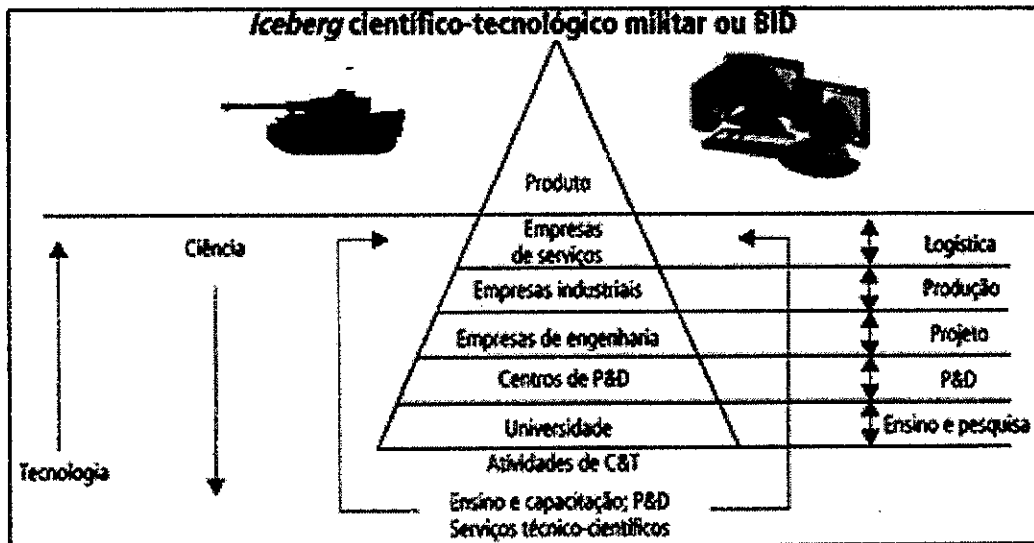 Iceberg científico-tecnológico militar ou BID
Produto
Ciência
Empresas
de serviços
Logística
Empresas industriais
Produção
Empresas de engenharia
Projeto
Centros de P&D
P&D
Universidade
Ensino e pesquisa
Tecnologia
Atividades de C&T
Ensino e capacitação; P&D
Serviços técnico-científicos